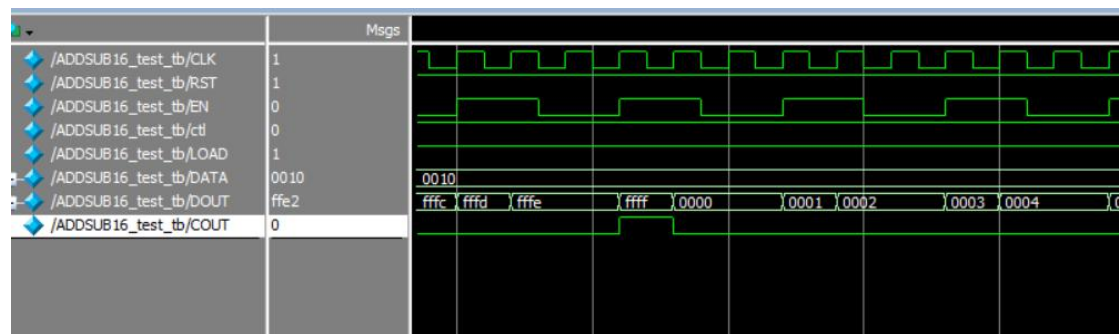 Msgs
/ADDSUB16_test_tb/CLK 1
/ADDSUB16_test_tb/RST 1
/ADDSUB16_test_tb/EN 0
/ADDSUB16_test_tb/ctl 0
/ADDSUB16_test_tb/LOAD 1
/ADDSUB16_test_tb/DATA 0010 0010
/ADDSUB16_test_tb/DOUT ffe2 fffc fffd fffe ffff 0000 0001 0002 0003 0004
/ADDSUB16_test_tb/COUT 0